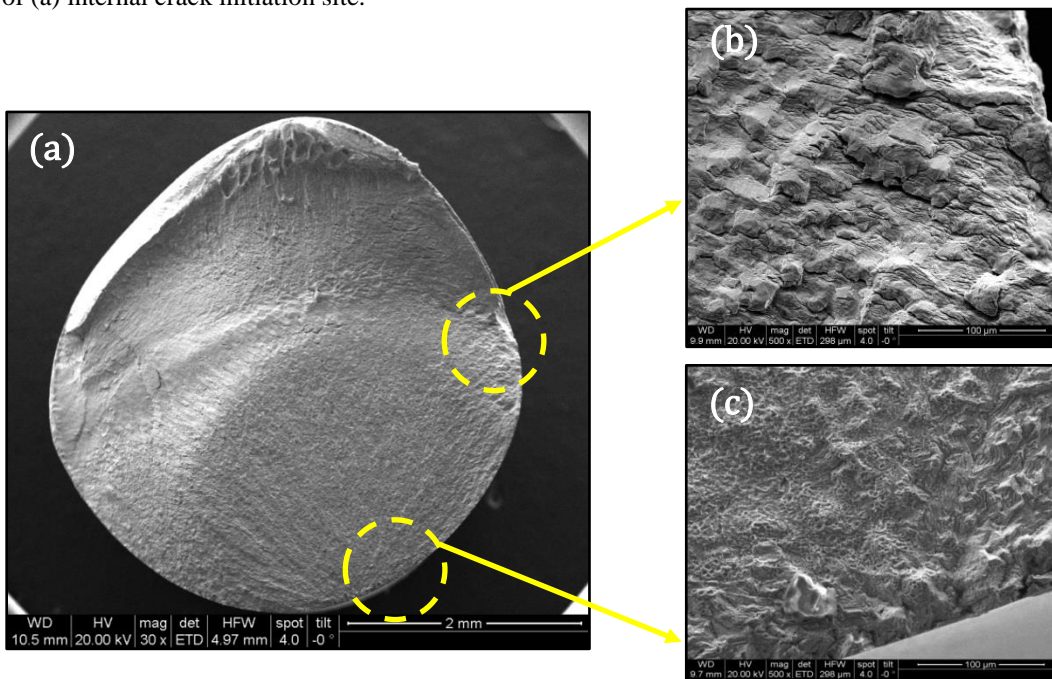 of (a) internal crack initiation site.
(a)
WD HV mag det HFW spot tilt
10.5 mm 20.00 kV 30 x ETD 4.97 mm 4.0 -0 ° 2 mm
(b)
WD HV mag det HFW spot tilt
9.9 mm 20.00 kV 500 x ETD 298 µm 4.0 -0 ° 100 µm
(c)
WD HV mag det HFW spot tilt
9.7 mm 20.00 kV 500 x ETD 298 µm 4.0 -0 ° 100 µm